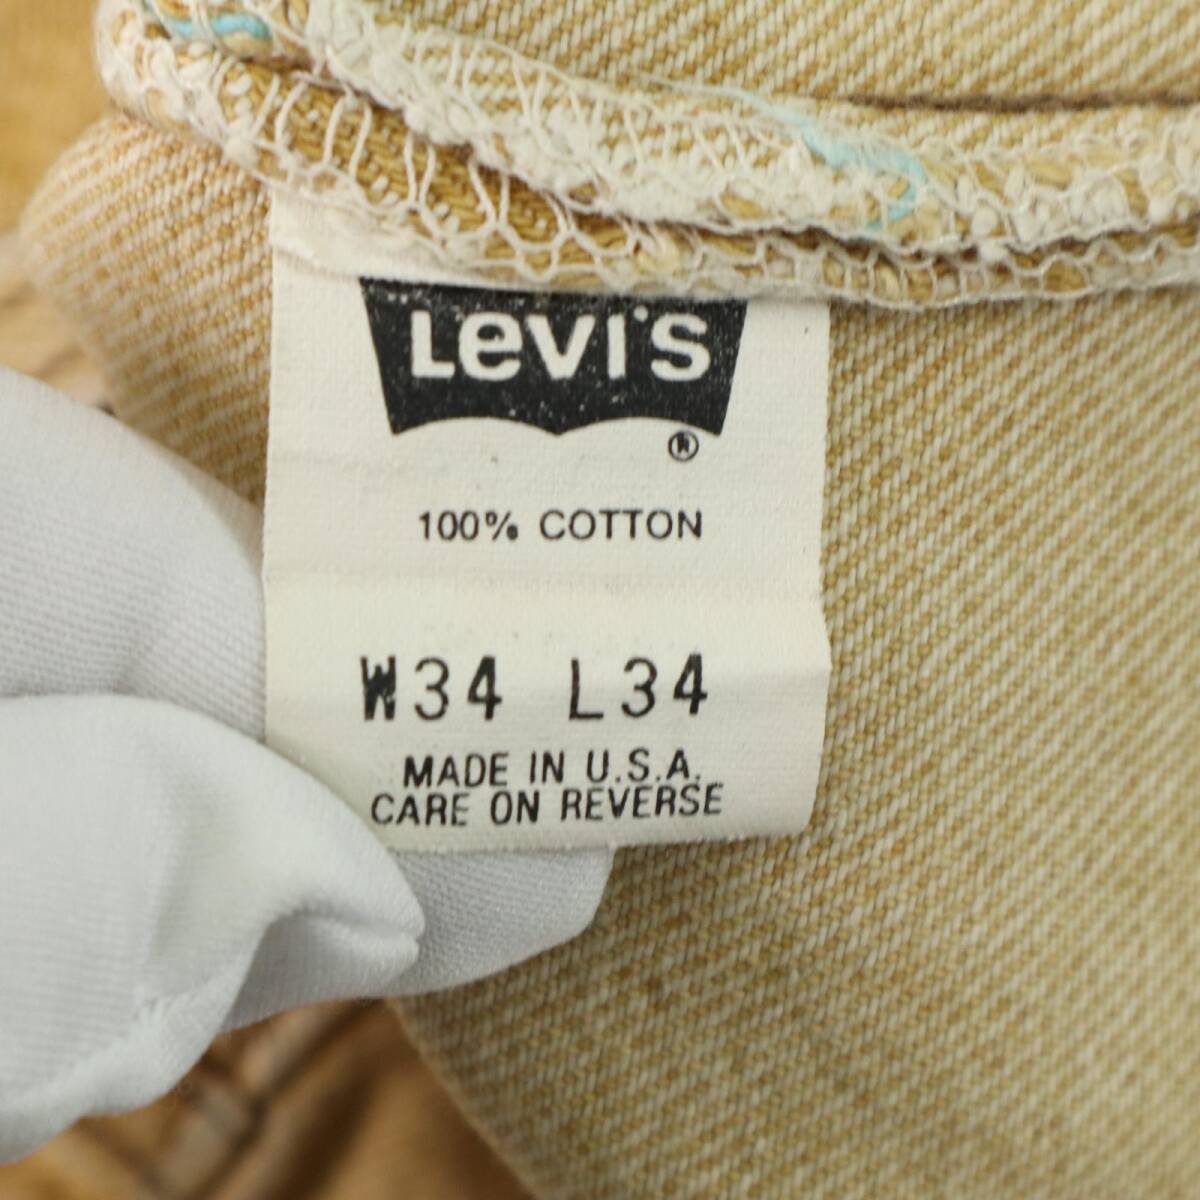 LeVI'S
®
100% COTTON
W34 L34
MADE IN U.S.A.
CARE ON REVERSE